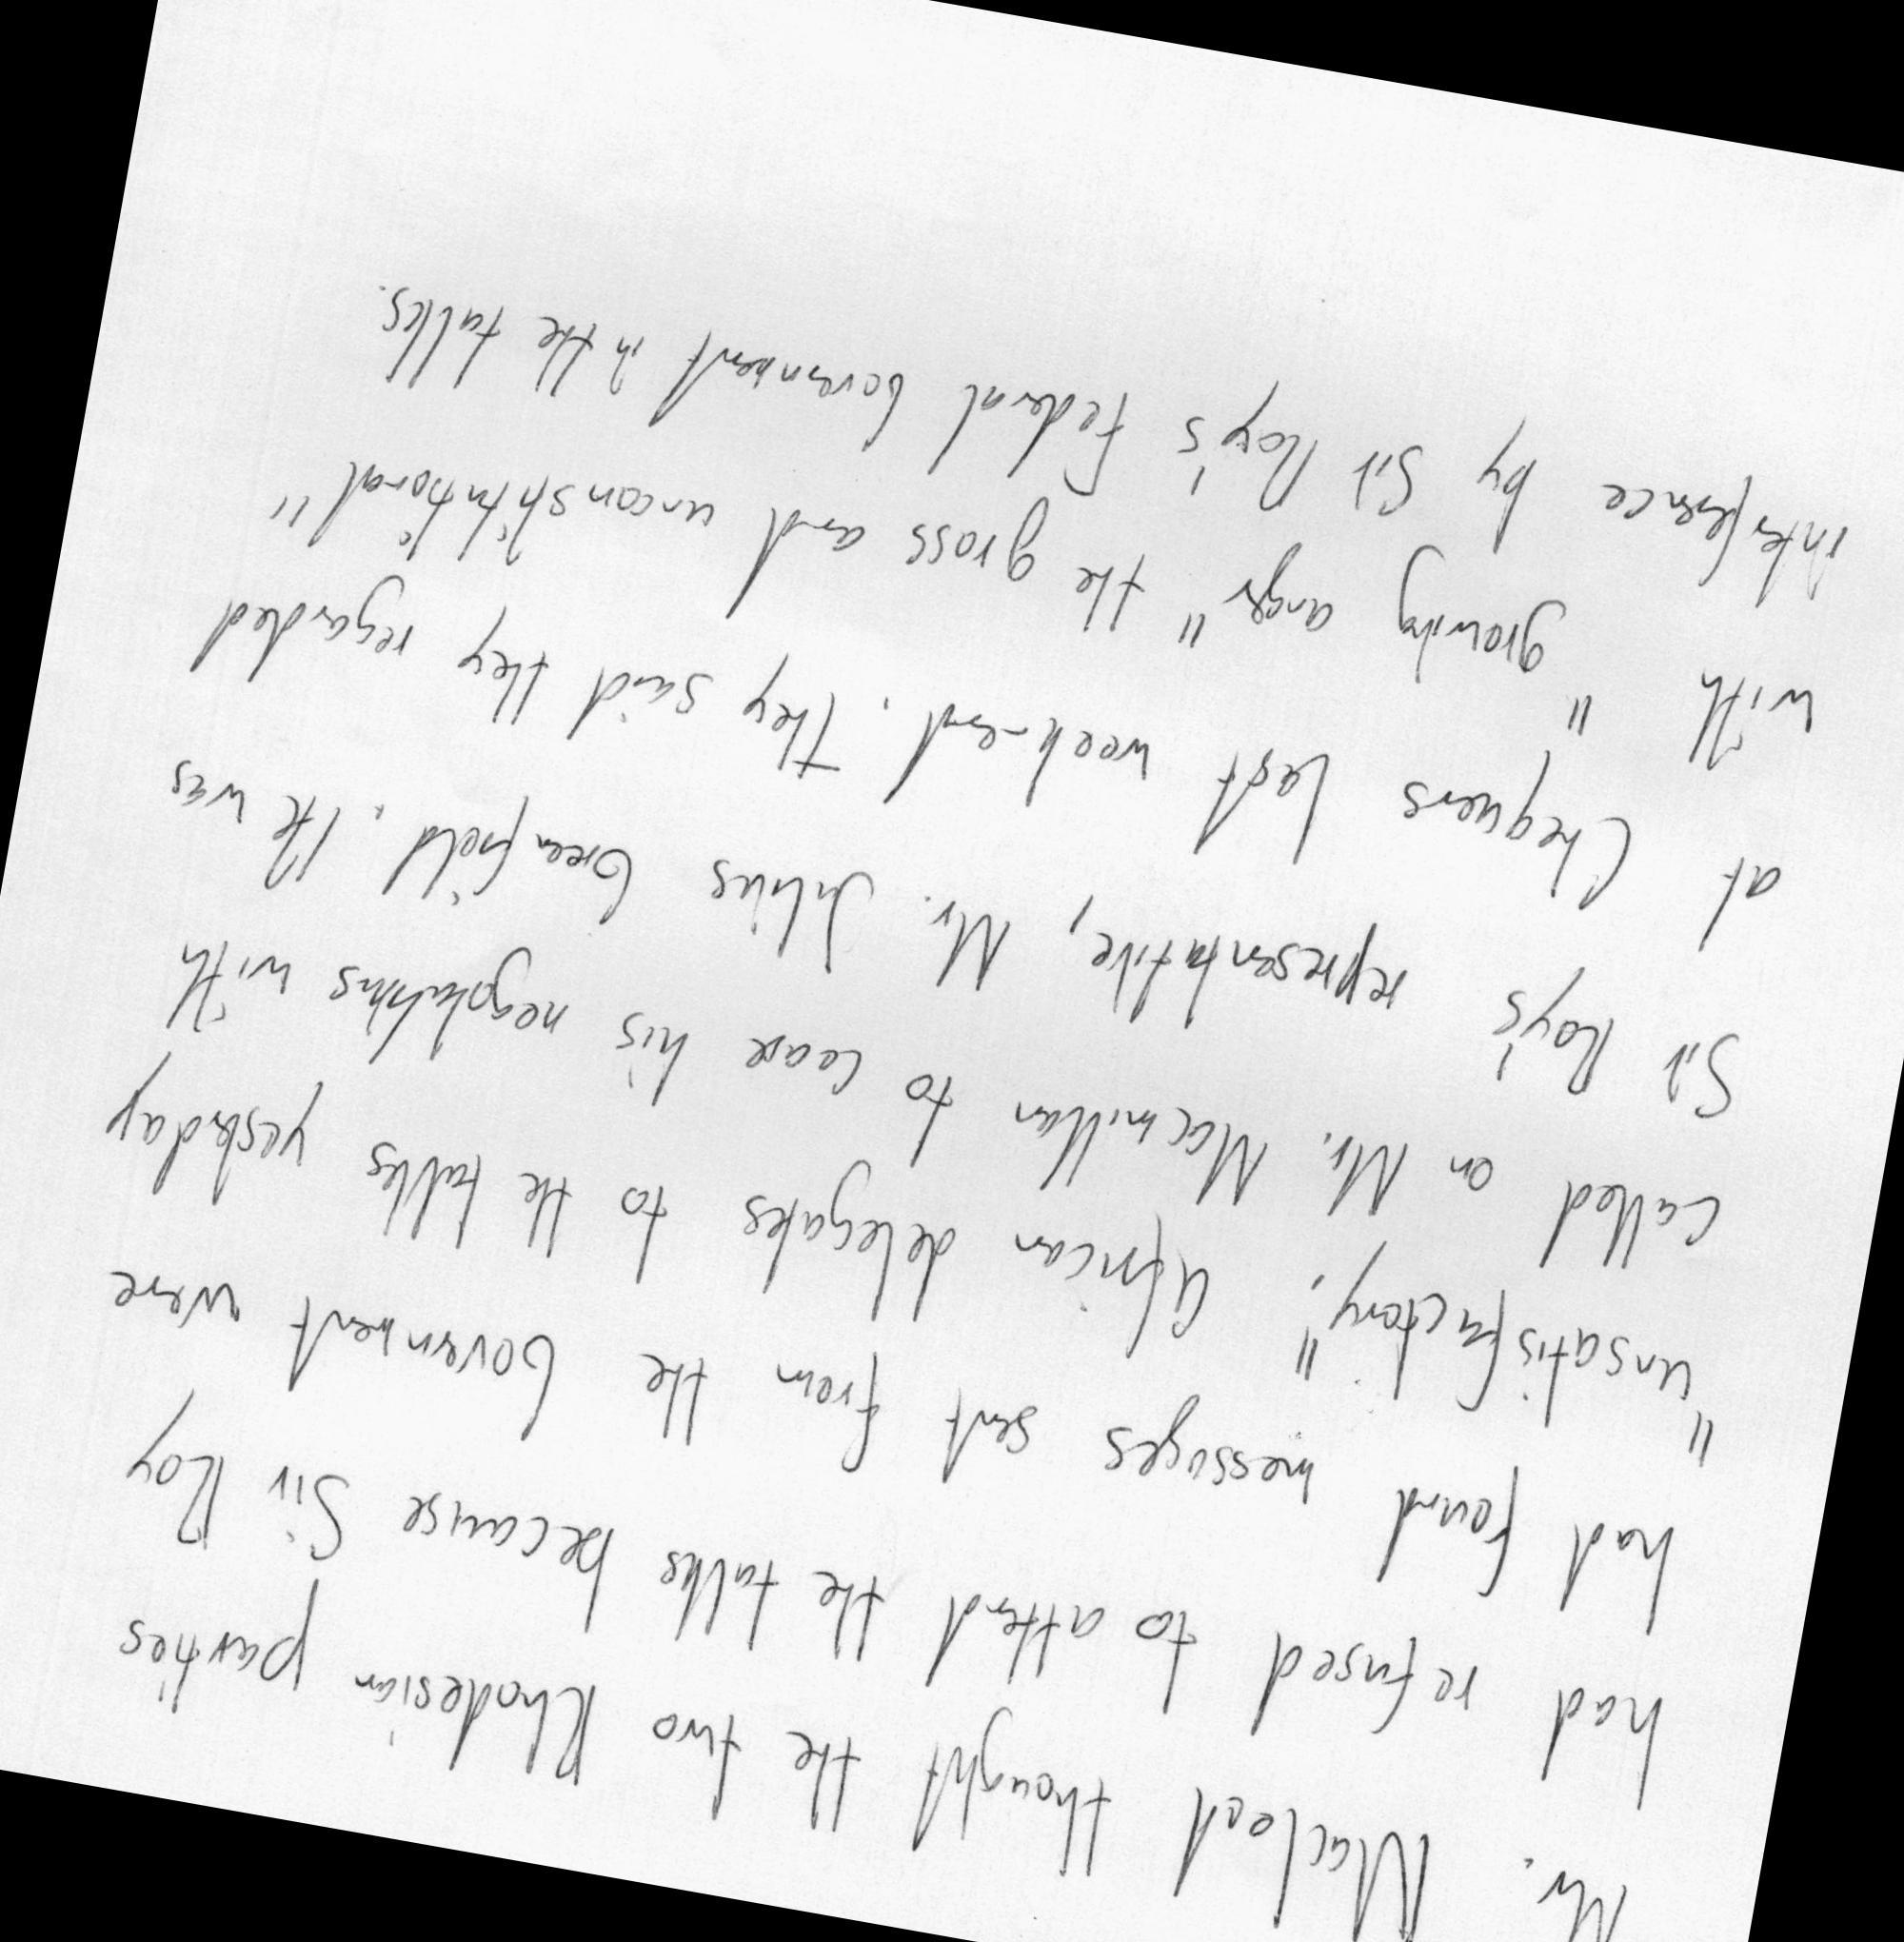 Mr. Macleod thought the two Rhodesian parties
had refused to attend the talks because Sir Roy
had found messages sent from the Government were
"unsatisfactory". African delegates to the talks yesterday
called on Mr. Macmillan to cease his negotiations with
Sir Roy's representative, Mr. Julius Greenfield. He was
at Chequers last week-end. They said they regarded
with "growing anger" the gross and unconstitutional"
interference by Sir Roy's Federal Government in the talks.